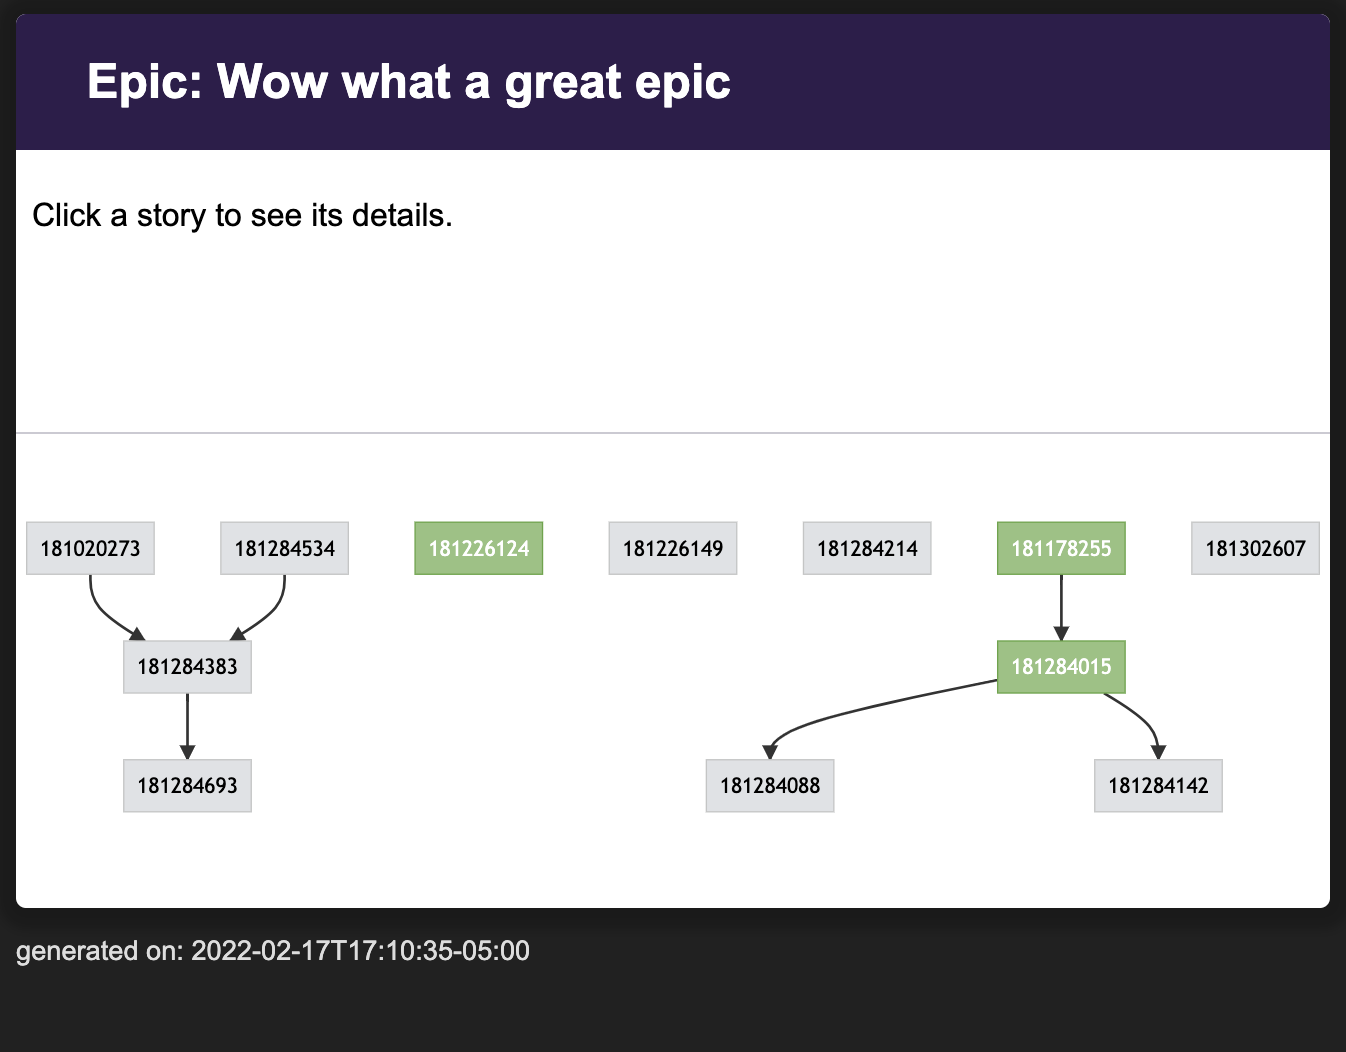 Epic: Wow what a great epic
Click a story to see its details.
181020273 181284534 181226124 181226149 181284214 181178255 181302607
181284383 181284015
181284693 181284088 181284142
generated on: 2022-02-17T17:10:35-05:00